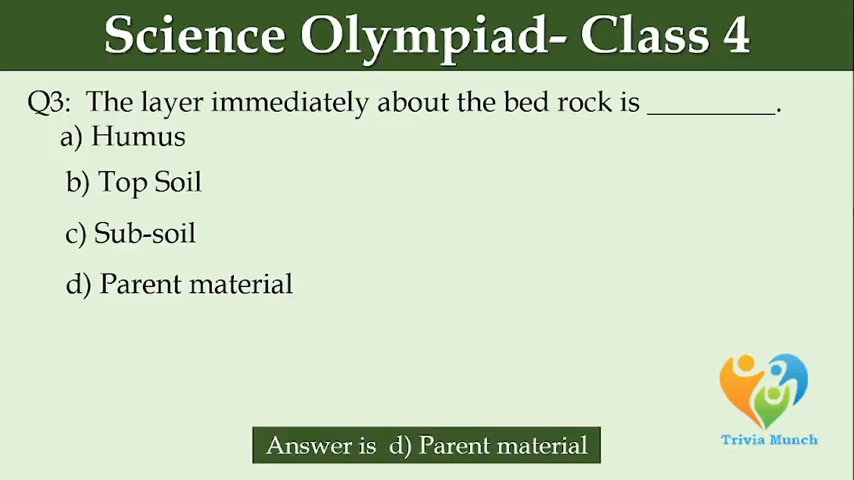 Science Olympiad- Class 4
Q3: The layer immediately about the bed rock is _________.
a) Humus
b) Top Soil
c) Sub-soil
d) Parent material
Trivia Munch
Answer is d) Parent material